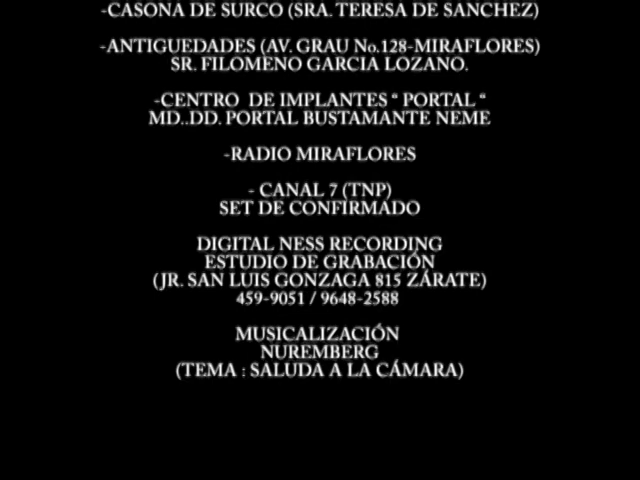 -CASONA DE SURCO (SRA. TERESA DE SANCHEZ)
-ANTIGUEDADES (AV. GRAU No.128-MIRAFLORES)
SR. FILOMENO GARCIA LOZANO.
-CENTRO DE IMPLANTES “ PORTAL “
MD..DD. PORTAL BUSTAMANTE NEME
-RADIO MIRAFLORES
- CANAL 7 (TNP)
SET DE CONFIRMADO
DIGITAL NESS RECORDING
ESTUDIO DE GRABACIÓN
(JR. SAN LUIS GONZAGA 815 ZÁRATE)
459-9051 / 9648-2588
MUSICALIZACIÓN
NUREMBERG
(TEMA : SALUDA A LA CÁMARA)